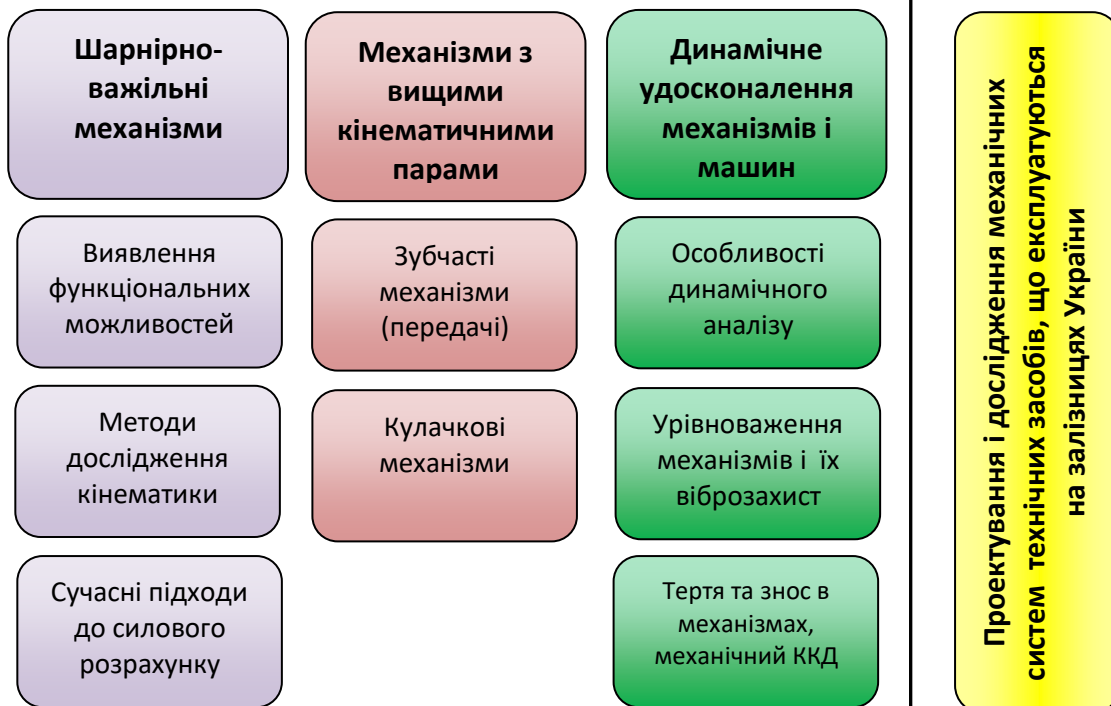 Шарнірно-
важільні
механізми
Виявлення
функціональних
можливостей
Методи
дослідження
кінематики
Сучасні підходи
до силового
розрахунку
Механізми з
вищими
кінематичними
парами
Зубчасті
механізми
(передачі)
Кулачкові
механізми
Динамічне
удосконалення
механізмів і
машин
Особливості
динамічного
аналізу
Урівноваження
механізмів і їх
віброзахист
Тертя та знос в
механізмах,
механічний ККД
Проектування і дослідження механічних
систем технічних засобів, що експлуатуються
на залізницях України